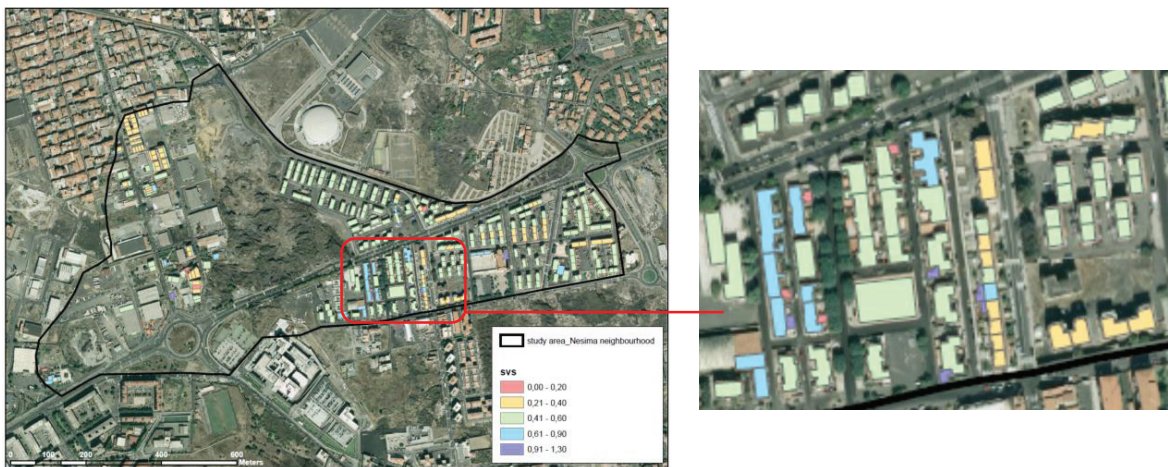 study area_Nesima neighbourhood
svs
0,00 - 0,20
0,21 - 0,40
0,41 - 0,60
0,61 - 0,90
0,91 - 1,30
0 100 200 400 600
Meters